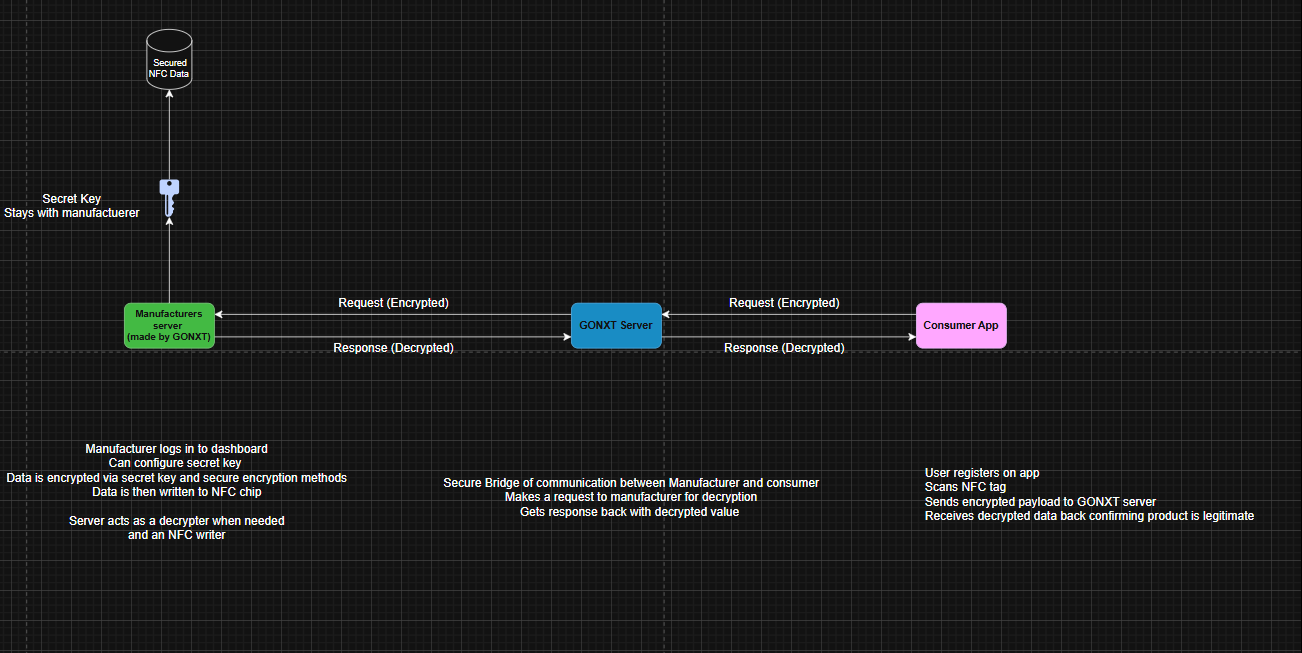 Secured
NFC Data
Secret Key
Stays with manufactuerer
Manufacturers
server
(made by GONXT)
Request (Encrypted)
Response (Decrypted)
GONXT Server
Request (Encrypted)
Response (Decrypted)
Consumer App
Manufacturer logs in to dashboard
Can configure secret key
Data is encrypted via secret key and secure encryption methods
Data is then written to NFC chip
Server acts as a decrypter when needed
and an NFC writer
Secure Bridge of communication between Manufacturer and consumer
Makes a request to manufacturer for decryption
Gets response back with decrypted value
User registers on app
Scans NFC tag
Sends encrypted payload to GONXT server
Receives decrypted data back confirming product is legitimate